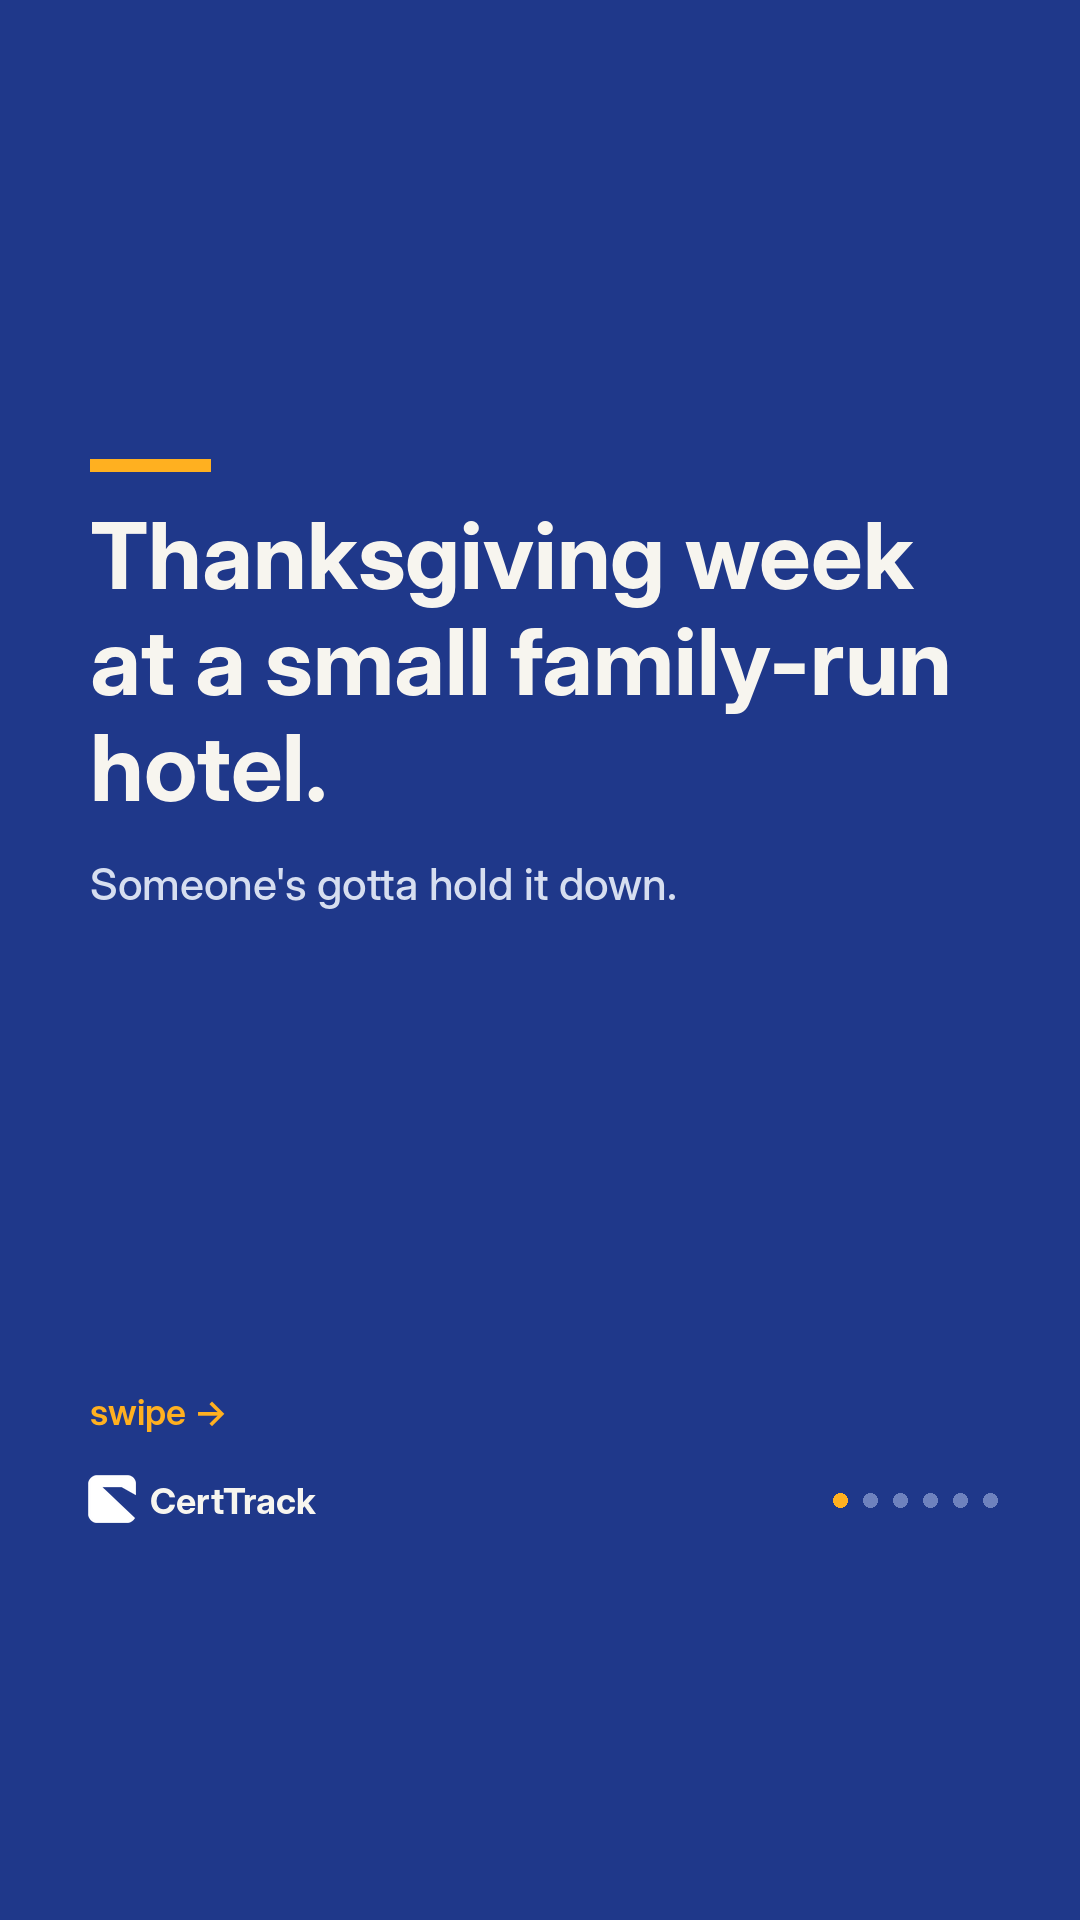 Thanksgiving week
at a small family-run
hotel.
Someone's gotta hold it down.
swipe →
CertTrack